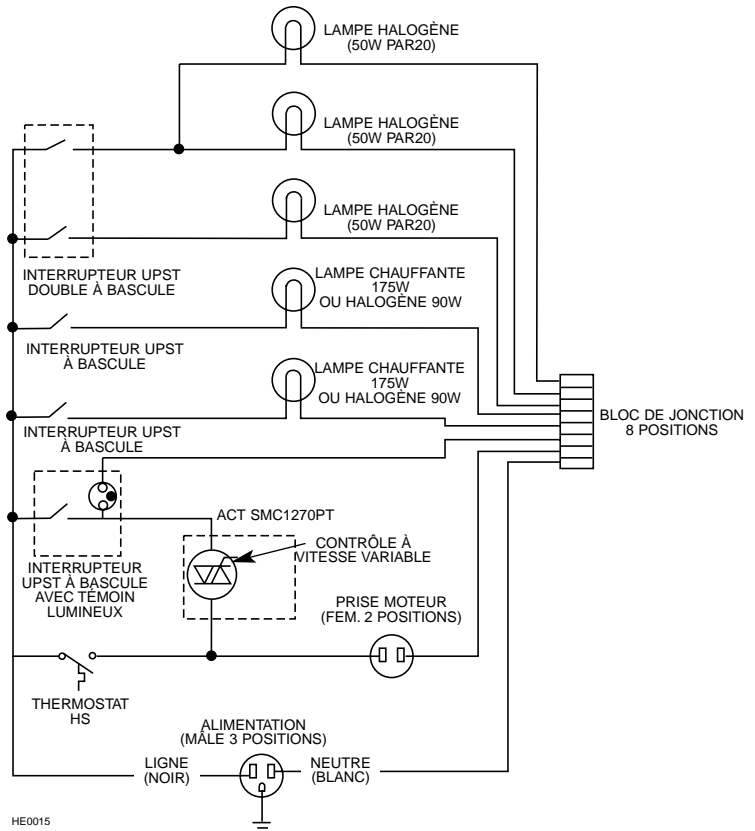 LAMPE HALOGÈNE
(50W PAR20)
LAMPE HALOGÈNE
(50W PAR20)
LAMPE HALOGÈNE
(50W PAR20)
INTERRUPTEUR UPST
DOUBLE À BASCULE
LAMPE CHAUFFANTE
175W
OU HALOGÈNE 90W
INTERRUPTEUR UPST
À BASCULE
LAMPE CHAUFFANTE
175W
OU HALOGÈNE 90W
BLOC DE JONCTION
8 POSITIONS
INTERRUPTEUR UPST
À BASCULE
ACT SMC1270PT
CONTRÔLE À
VITESSE VARIABLE
INTERRUPTEUR
UPST À BASCULE
AVEC TÉMOIN
LUMINEUX
PRISE MOTEUR
(FEM. 2 POSITIONS)
THERMOSTAT
HS
ALIMENTATION
(MÂLE 3 POSITIONS)
LIGNE
(NOIR)
NEUTRE
(BLANC)
HE0015